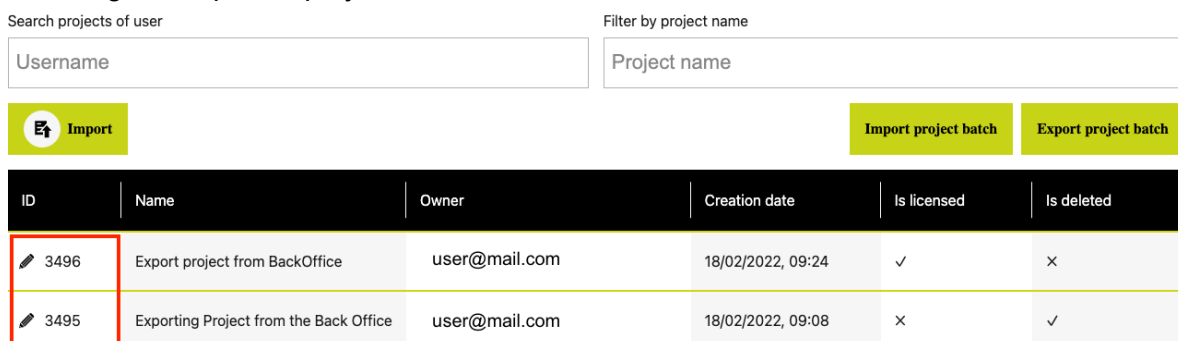 Search projects of user
Filter by project name
Username
Project name
Import
Import project batch
Export project batch
ID Name Owner Creation date Is licensed Is deleted
3496 Export project from BackOffice user@mail.com 18/02/2022, 09:24 ✓ ×
3495 Exporting Project from the Back Office user@mail.com 18/02/2022, 09:08 × ✓